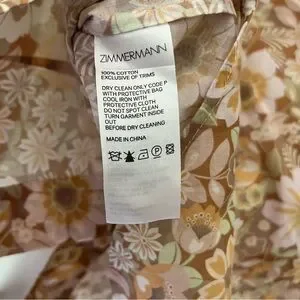 ZIMMERMANN
100% COTTON
EXCLUSIVE OF TRIMS
DRY CLEAN ONLY CODE P
WITH PROTECTIVE BAG
COOL IRON WITH
PROTECTIVE CLOTH
DO NOT SPOT CLEAN
TURN GARMENT INSIDE
OUT
BEFORE DRY CLEANING
MADE IN CHINA